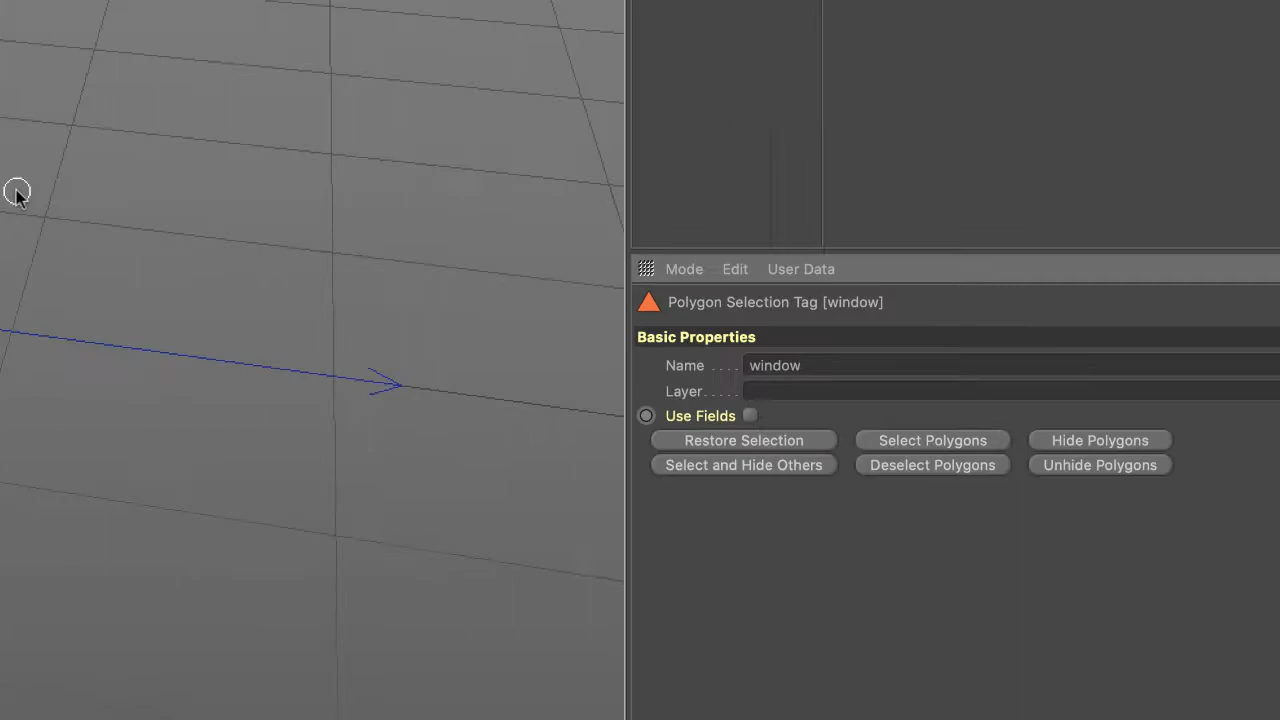 Mode Edit User Data
Polygon Selection Tag [window]
Basic Properties
Name . . . . window
Layer. . . . .
Use Fields
Restore Selection Select Polygons Hide Polygons
Select and Hide Others Deselect Polygons Unhide Polygons